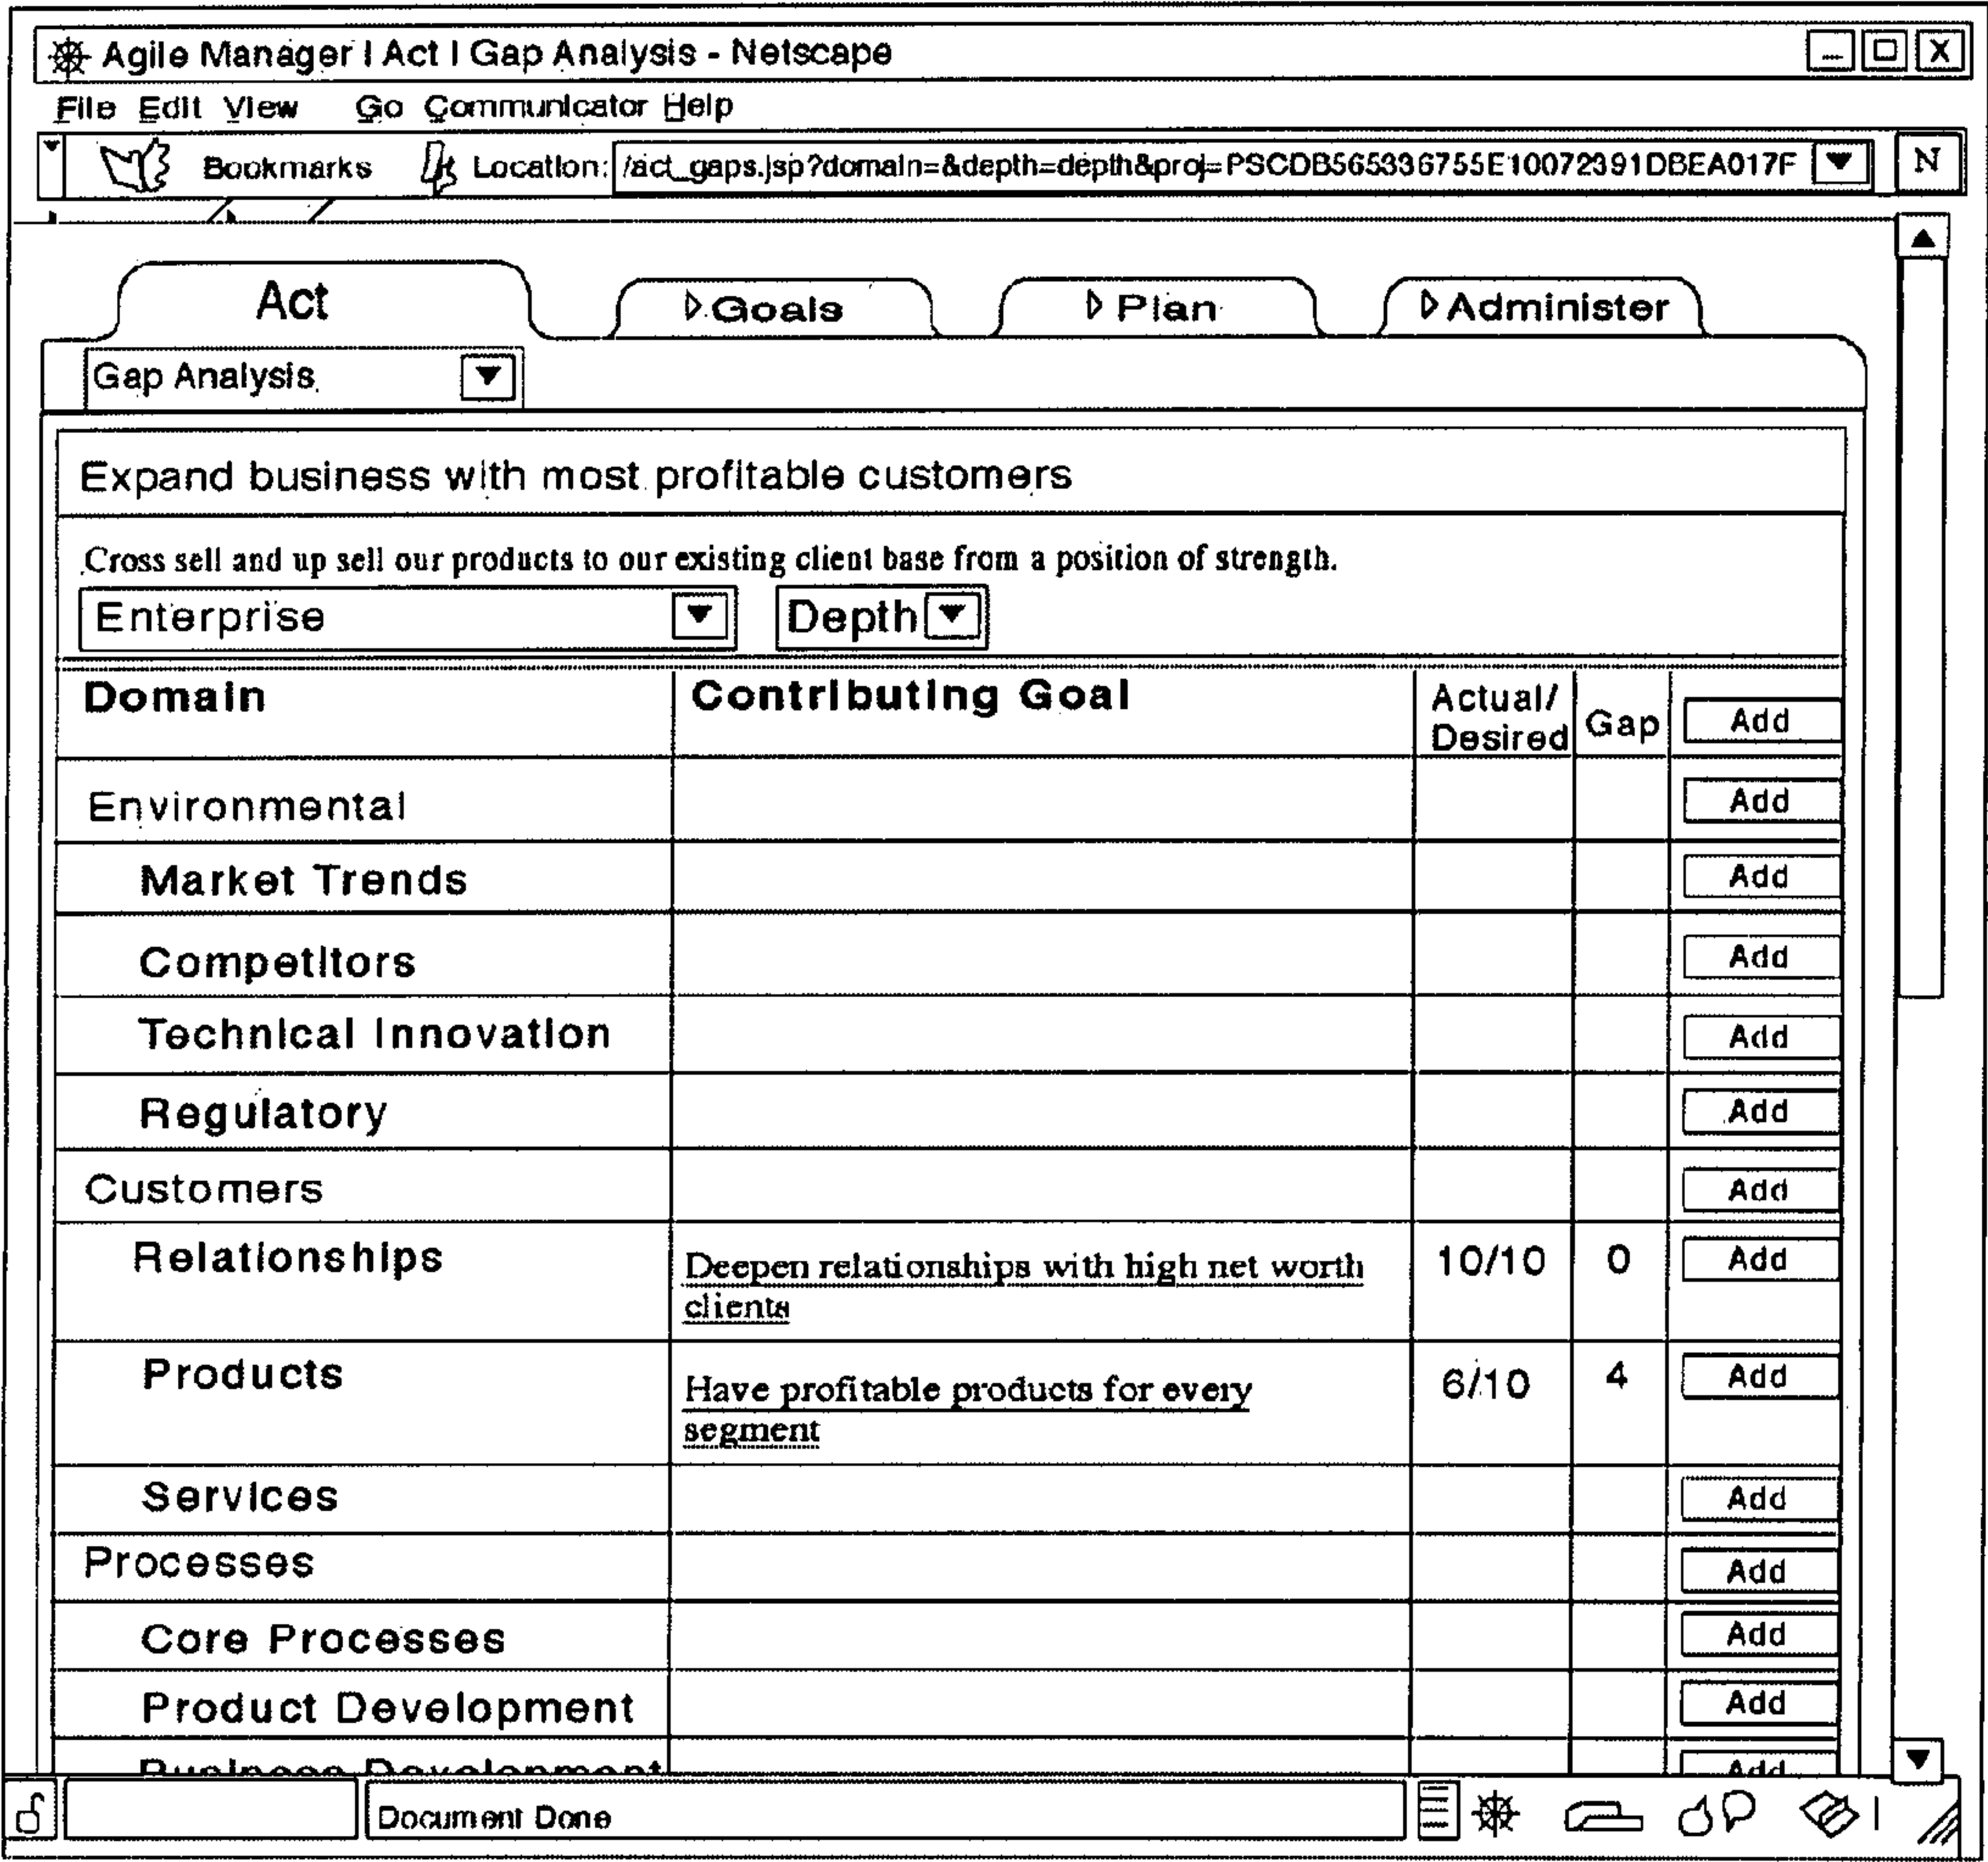 Agile Manager | Act | Gap Analysis - Netscape
File Edit View Go Communicator Help
Bookmarks Location: /act_gaps.jsp?domain=&depth=depth&proj=PSCDB565336755E10072391DBEA017F N
Act Goals Plan Administer
Gap Analysis
Expand business with most profitable customers
Cross sell and up sell our products to our existing client base from a position of strength.
Enterprise Depth
Domain Contributing Goal Actual/ Desired Gap Add
Environmental Add
Market Trends Add
Competitors Add
Technical Innovation Add
Regulatory Add
Customers Add
Relationships Deepen relationships with high net worth 10/10 0 Add
clients
Products Have profitable products for every 6/10 4 Add
segment
Services Add
Processes Add
Core Processes Add
Product Development Add
Business Development Add
Document Done